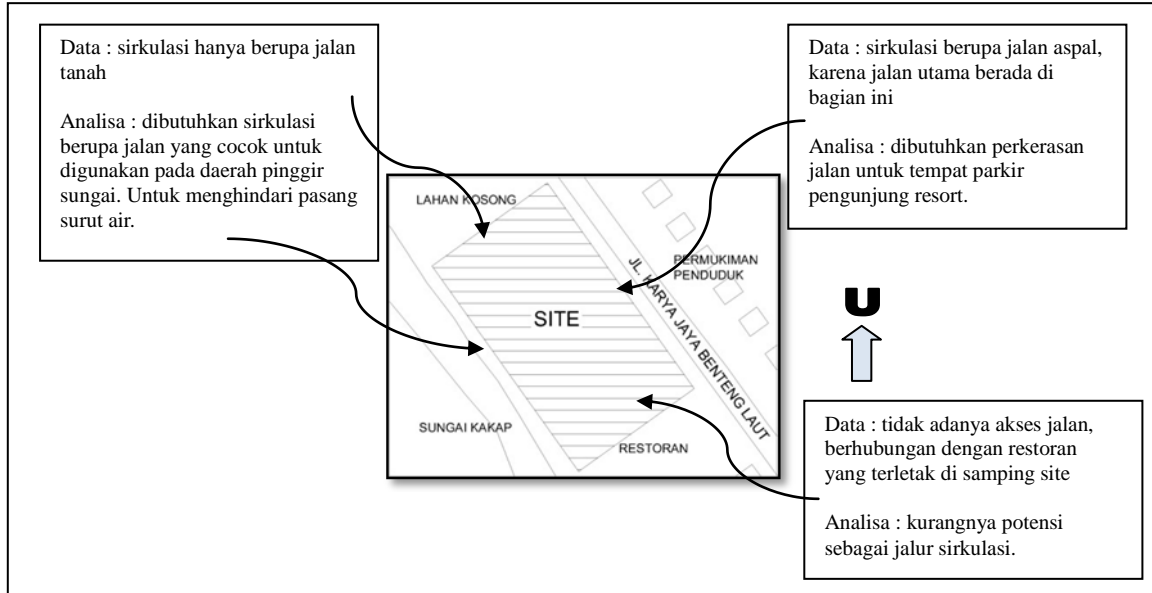 Data : sirkulasi hanya berupa jalan
tanah
Analisa : dibutuhkan sirkulasi
berupa jalan yang cocok untuk
digunakan pada daerah pinggir
sungai. Untuk menghindari pasang
surut air.
Data : sirkulasi berupa jalan aspal,
karena jalan utama berada di
bagian ini
Analisa : dibutuhkan perkerasan
jalan untuk tempat parkir
pengunjung resort.
LAHAN KOSONG
PERMUKIMAN
PENDUDUK
JL. KARYA JAYA BENTENG LAUT
SITE
SUNGAI KAKAP
RESTORAN
U
Data : tidak adanya akses jalan,
berhubungan dengan restoran
yang terletak di samping site
Analisa : kurangnya potensi
sebagai jalur sirkulasi.